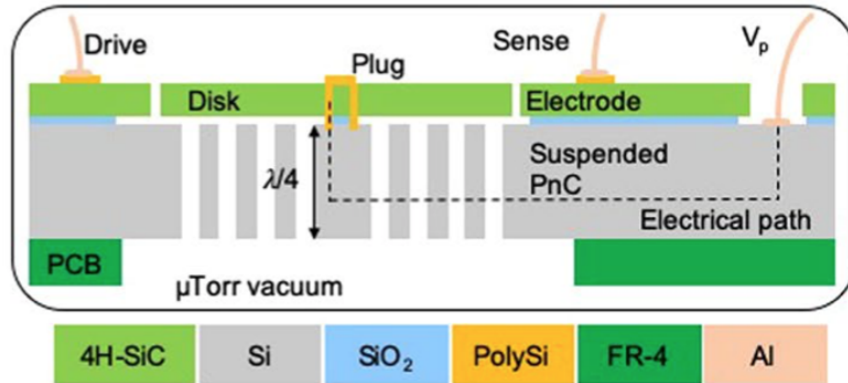 Drive
Sense
Vₚ
Plug
Disk
Electrode
λ/4
Suspended
PnC
Electrical path
PCB
μTorr vacuum
4H-SiC Si SiO₂ PolySi FR-4 Al